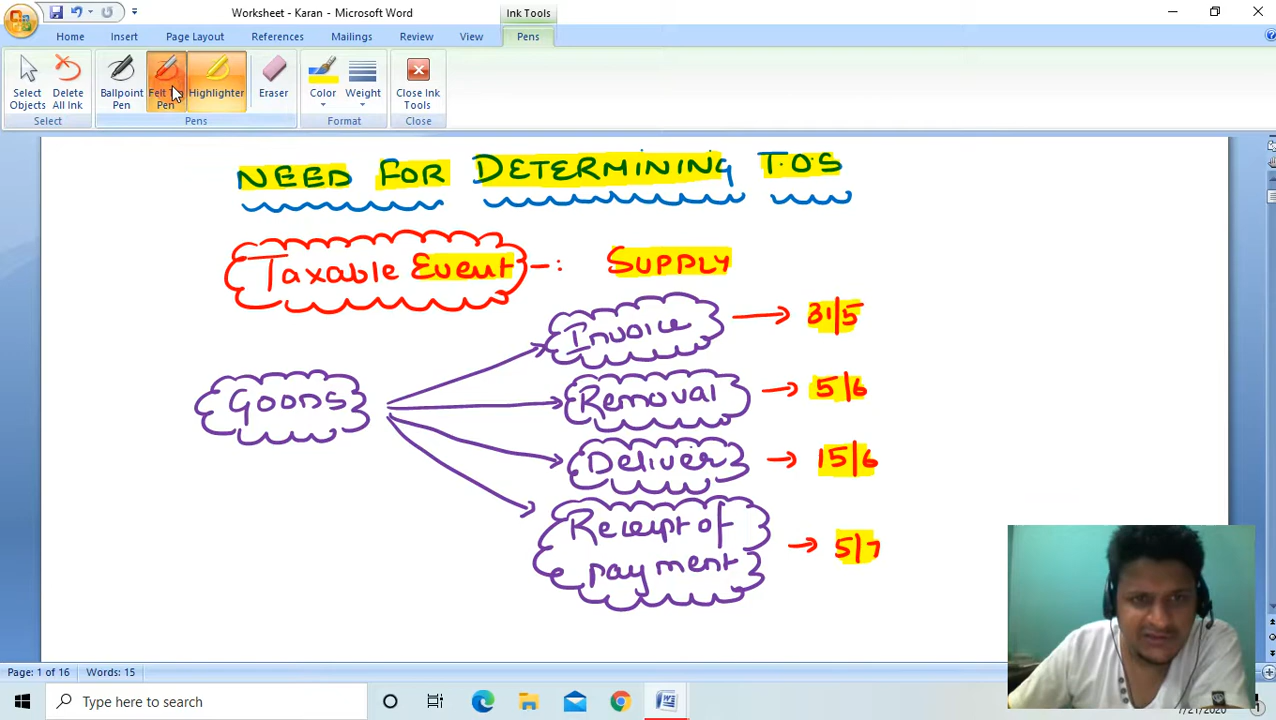 Worksheet - Karan - Microsoft Word
Ink Tools
Home Insert Page Layout References Mailings Review View Pens
Select Objects
Delete All Ink
Ballpoint Pen
Felt Pen
Highlighter
Eraser
Color
Weight
Close Ink Tools
Select
Pens
Format
Close
NEED FOR DETERMINING T.O.S
Taxable Event -: SUPPLY
Invoice → 31/5
Goods
Removal → 5/6
Deliver → 15/6
Receipt of payment → 5/7
Page: 1 of 16 Words: 15
Type here to search
7/21/2020